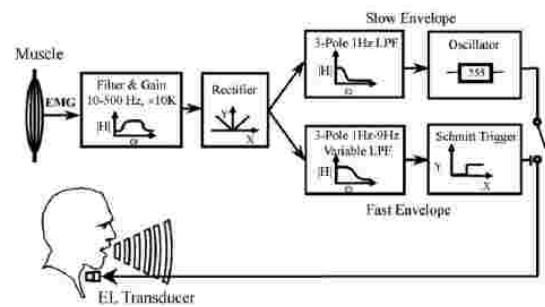 Slow Envelope
Muscle
EMG
Filter & Gain
10-500 Hz, ×10K
|H|
Ω
Rectifier
Y
X
3-Pole 1Hz LPF
|H|
Ω
Oscillator
555
3-Pole 1Hz-9Hz
Variable LPF
|H|
Ω
Schmitt Trigger
Y
X
Fast Envelope
EL Transducer